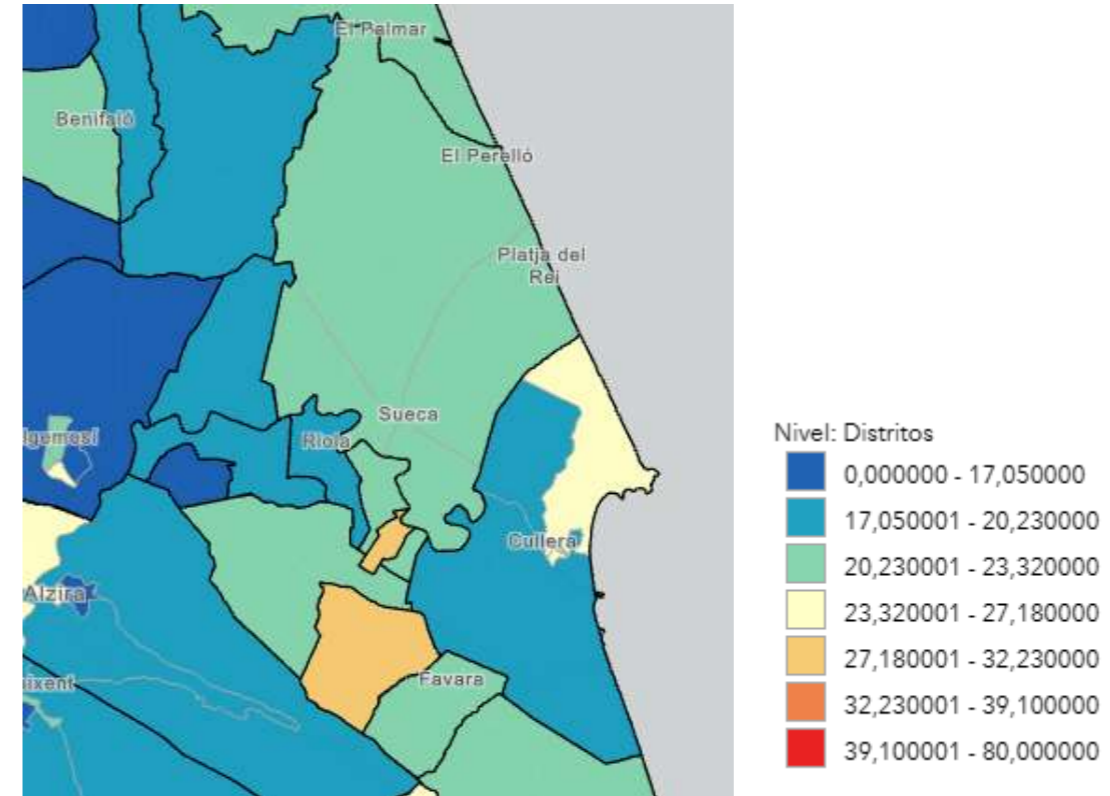 El Palmar
Benifaió
El Perelló
Platja del
Rei
Sueca
Riola
lgemesí
Cullera
Alzira
Favara
uixent
Nivel: Distritos
0,000000 - 17,050000
17,050001 - 20,230000
20,230001 - 23,320000
23,320001 - 27,180000
27,180001 - 32,230000
32,230001 - 39,100000
39,100001 - 80,000000